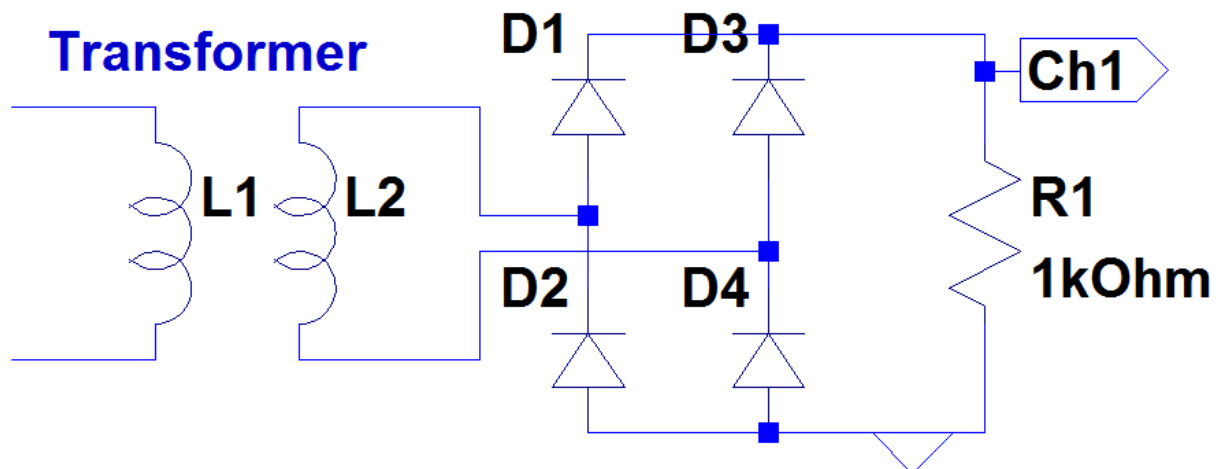 Transformer
D1
D3
Ch1
L1
L2
R1
1kOhm
D2
D4